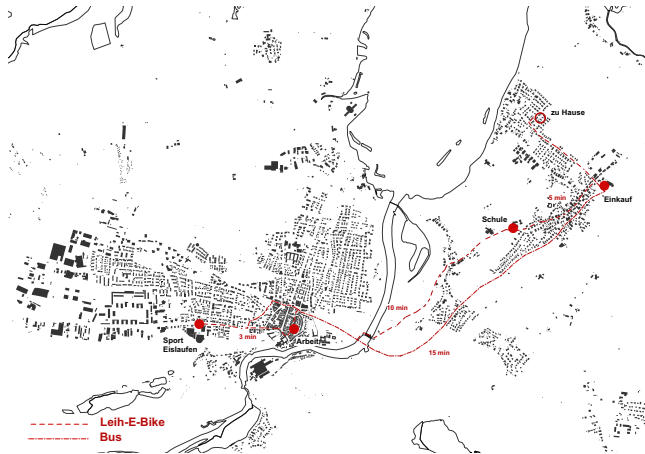 zu Hause
5 min
Einkauf
Schule
10 min
Arbeit
3 min
Sport
Eislaufen
15 min
Leih-E-Bike
Bus